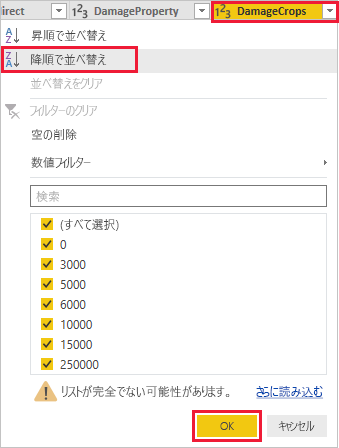 irect DamageProperty DamageCrops
昇順で並べ替え
降順で並べ替え
並べ替えをクリア
フィルターのクリア
空の削除
数値フィルター
検索
(すべて選択)
0
3000
5000
6000
10000
15000
250000
リストが完全でない可能性があります。 さらに読み込む
OK キャンセル